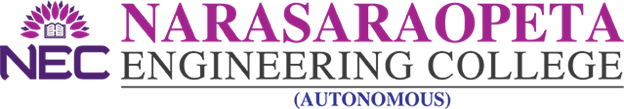 NEC
NARASARAOPETA
ENGINEERING COLLEGE
(AUTONOMOUS)